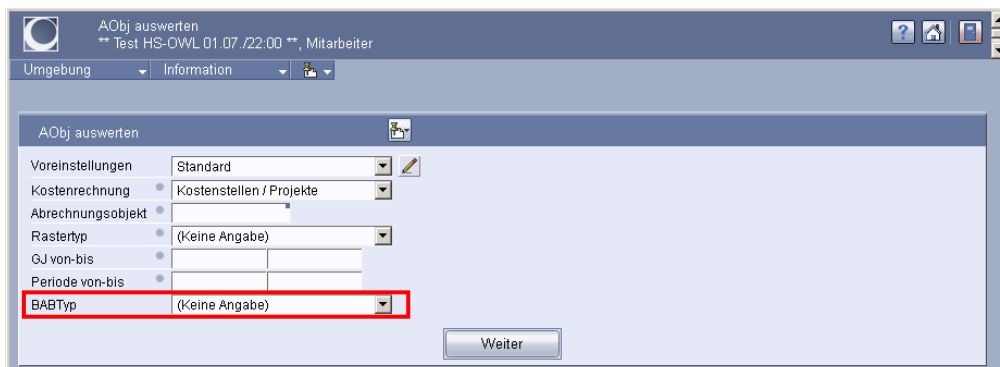 AObj auswerten
** Test HS-OWL 01.07./22:00 **, Mitarbeiter
?
Umgebung Information
AObj auswerten
Voreinstellungen Standard
Kostenrechnung Kostenstellen / Projekte
Abrechnungsobjekt
Rastertyp (Keine Angabe)
GJ von-bis
Periode von-bis
BABTyp (Keine Angabe)
Weiter